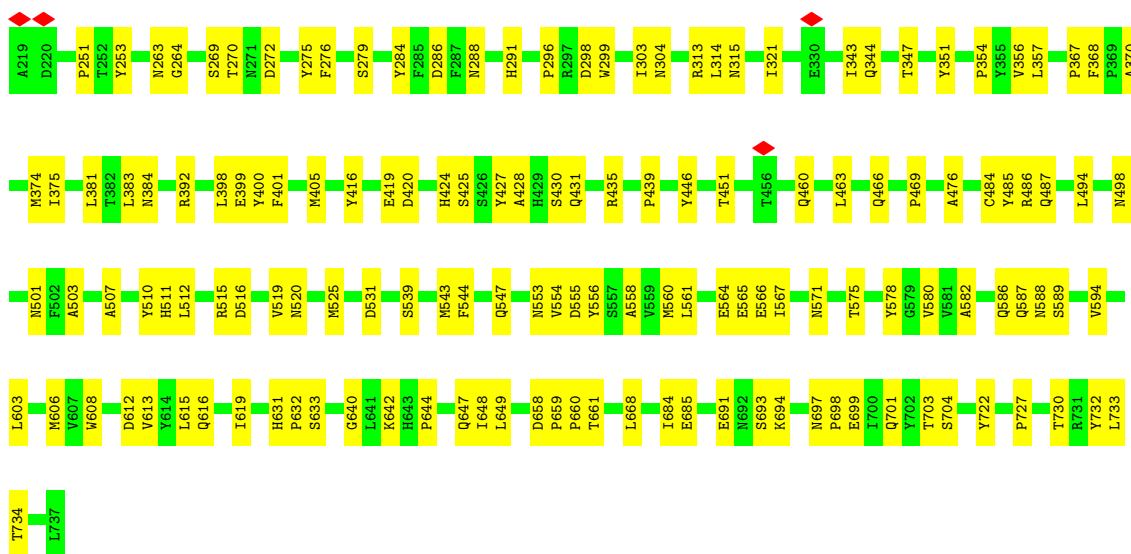 A219 D220 P251 T252 Y253 N263 G264 S269 T270 N271 D272 Y275 F276 S279 Y284 F285 D286 F287 N288 H291 P296 R297 D298 W299 I303 N304 R313 L314 N315 I321 E330 I343 Q344 T347 Y351 P354 Y355 V356 L357 P367 F368 P369 A370
M374 I375 L381 T382 L383 N384 R392 L398 E399 Y400 F401 M405 Y416 E419 D420 H424 S425 S426 Y427 A428 H429 S430 Q431 R435 P439 Y446 T451 T456 Q460 L463 Q466 P469 A476 C484 Y485 R486 Q487 L494 N498
N501 F502 A503 A507 Y510 H511 L512 R515 D516 V519 N520 M525 D531 S539 M543 F544 Q547 N553 V554 D555 Y556 S557 A558 V559 M560 L561 E564 E565 E566 I567 N571 T575 Y578 G579 V580 V581 A582 Q586 Q587 N588 S589 V594
L603 M606 V607 W608 D612 V613 Y614 L615 Q616 I619 H631 P632 S633 G640 L641 K642 H643 P644 Q647 I648 L649 D658 P659 P660 T661 L668 I684 E685 E691 N692 S693 K694 N697 P698 E699 I700 Q701 Y702 T703 S704 Y722 P727 T730 R731 Y732 L733
T734 L737